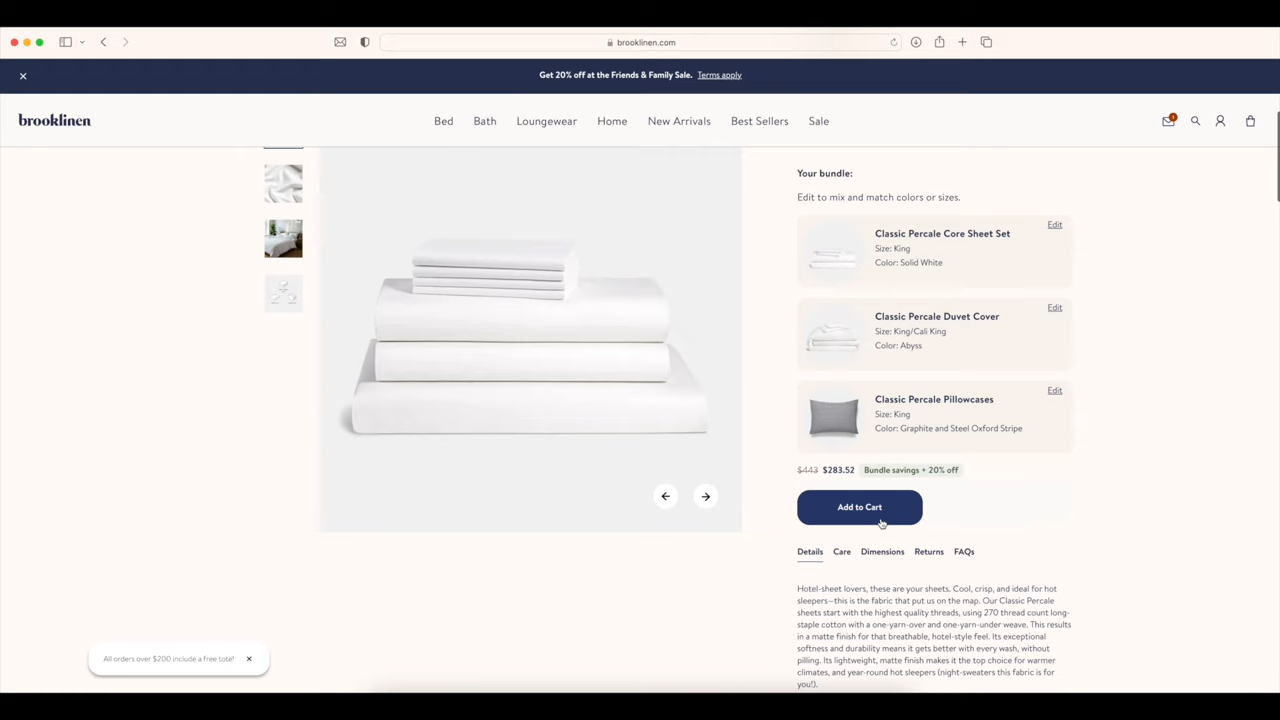 brooklinen.com
Get 20% off at the Friends & Family Sale. Terms apply
brooklinen
Bed Bath Loungewear Home New Arrivals Best Sellers Sale
1
Your bundle:
Edit to mix and match colors or sizes.
Classic Percale Core Sheet Set
Edit
Size: King
Color: Solid White
Classic Percale Duvet Cover
Edit
Size: King/Cali King
Color: Abyss
Classic Percale Pillowcases
Edit
Size: King
Color: Graphite and Steel Oxford Stripe
$443 $283.52 Bundle savings + 20% off
Add to Cart
Details Care Dimensions Returns FAQs
Hotel-sheet lovers, these are your sheets. Cool, crisp, and ideal for hot
sleepers—this is the fabric that put us on the map. Our Classic Percale
sheets start with the highest quality threads, using 270 thread count long-
staple cotton with a one-yarn-over and one-yarn-under weave. This results
in a matte finish for that breathable, hotel-style feel. Its exceptional
softness and durability means it gets better with every wash, without
pilling. Its lightweight, matte finish makes it the top choice for warmer
climates, and year-round hot sleepers (night-sweaters this fabric is for
you!).
All orders over $200 include a free tote!